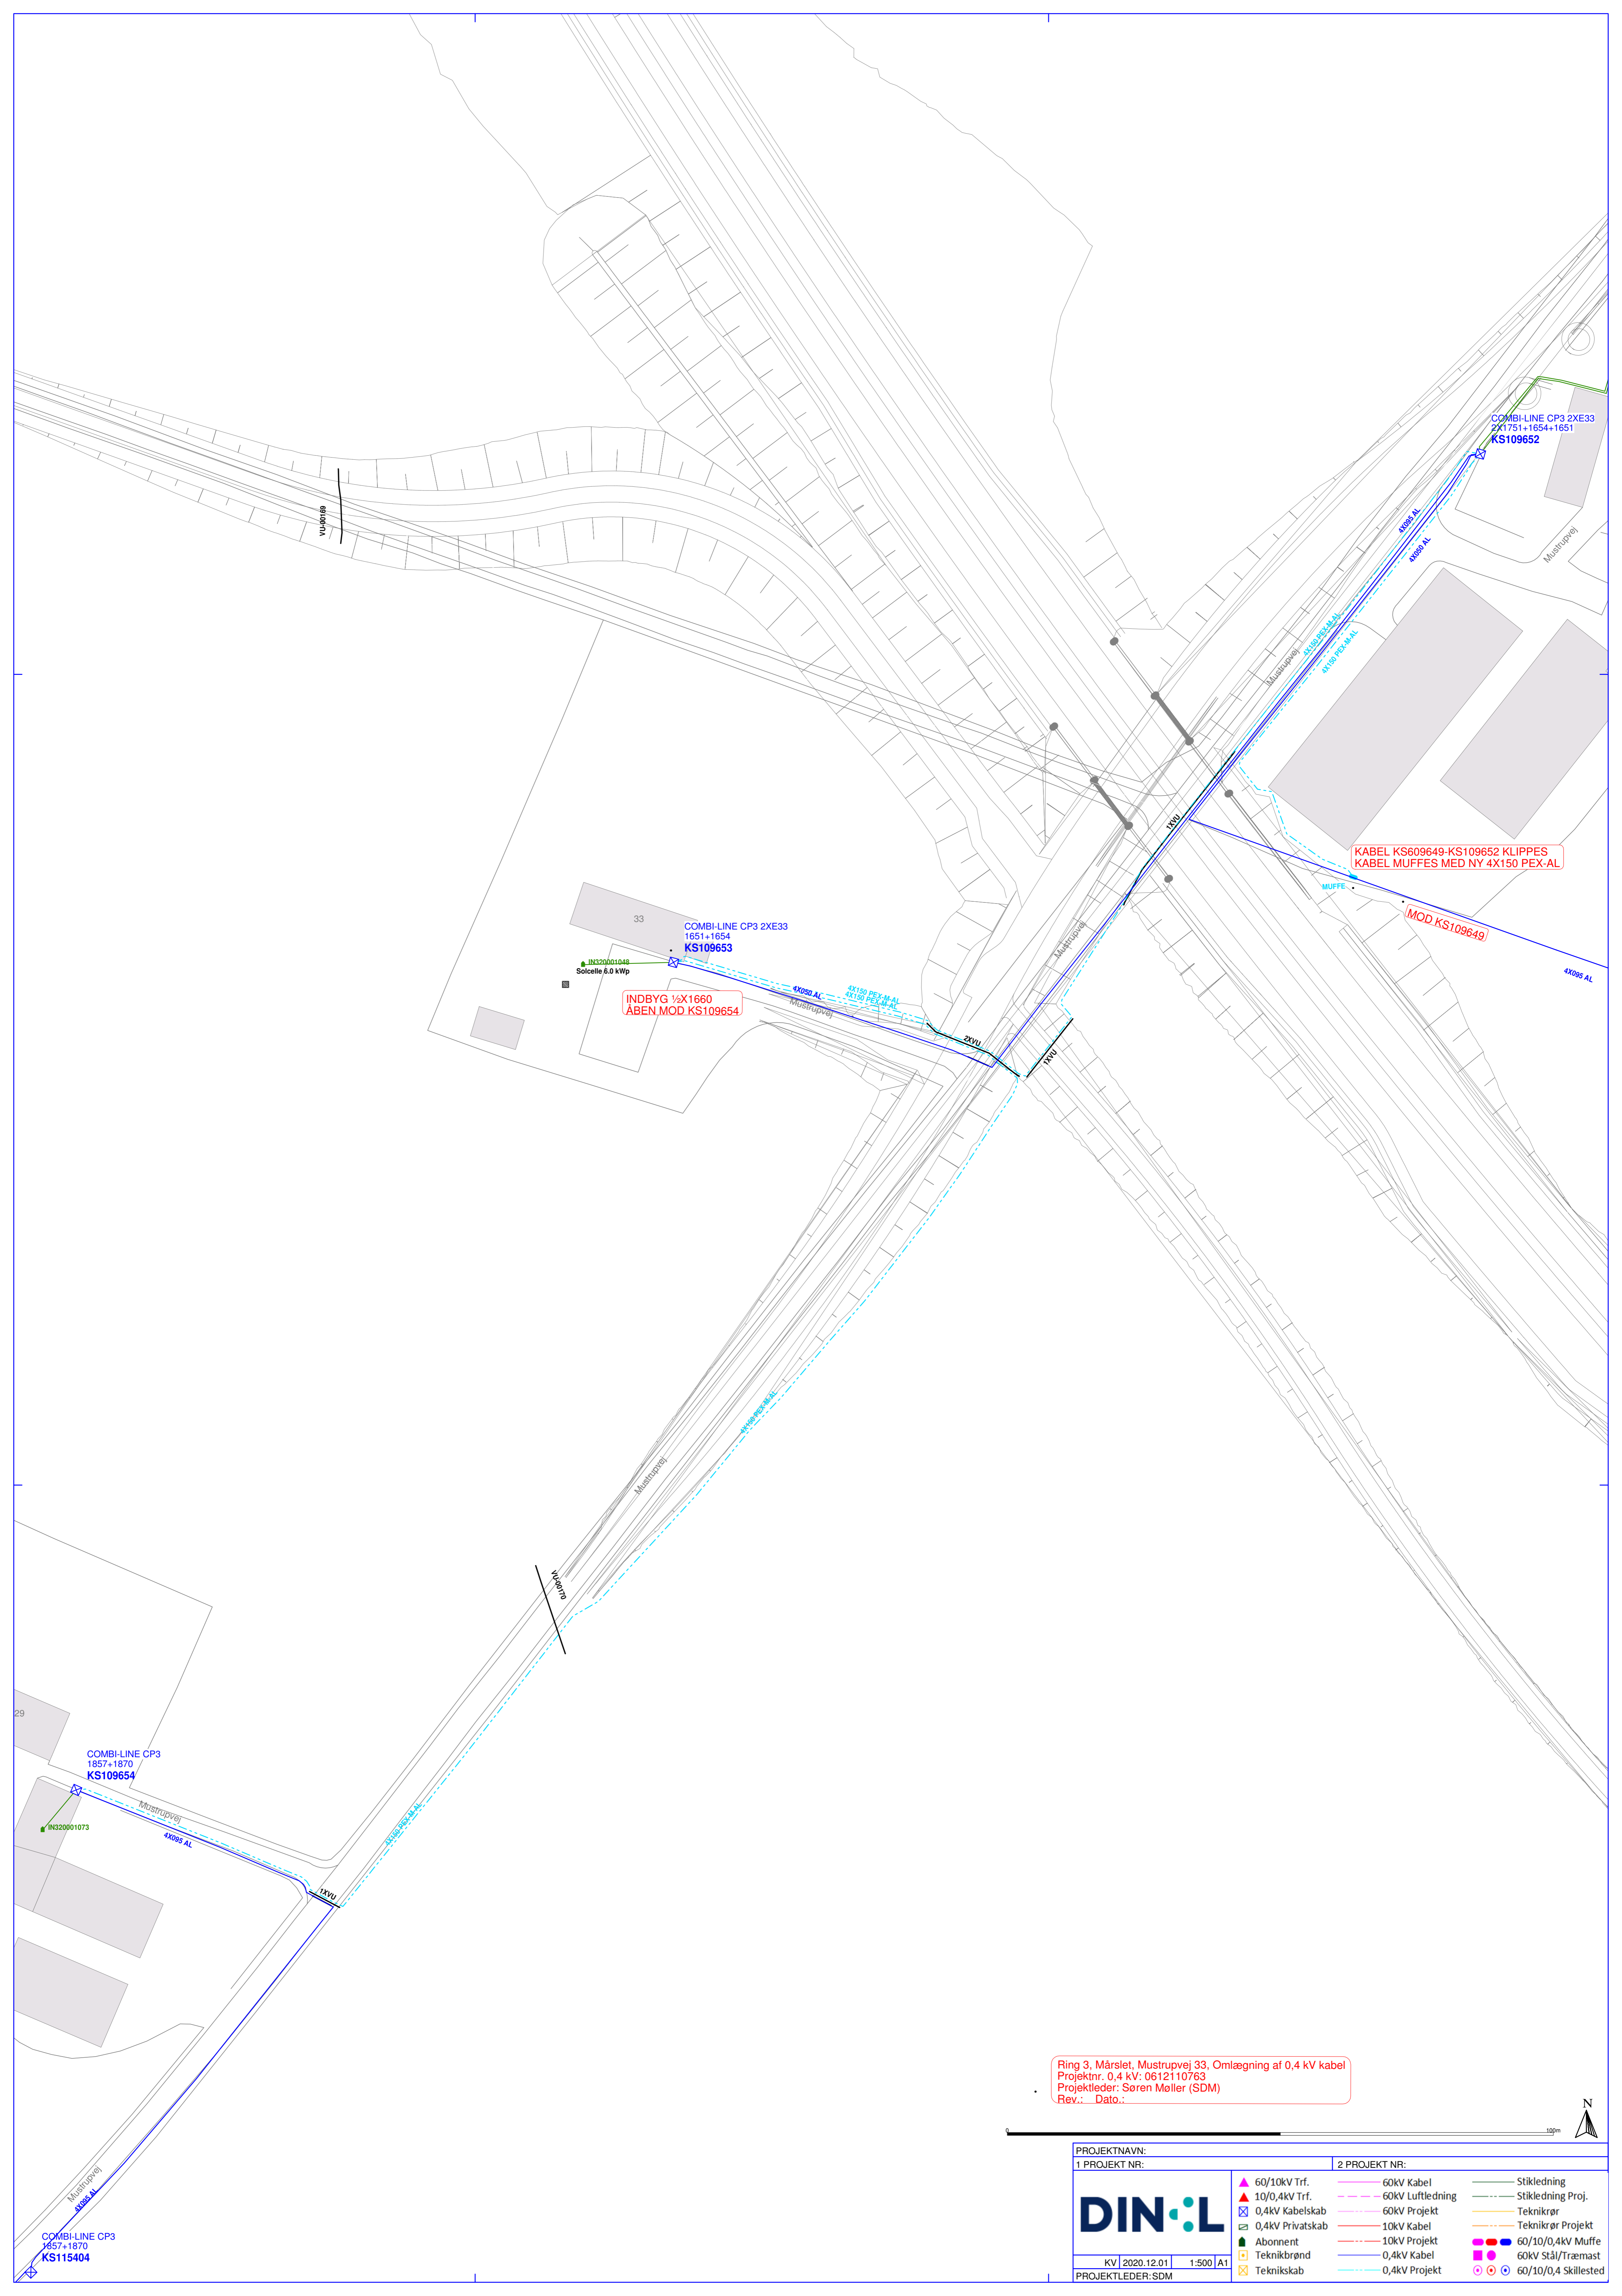 VU-00169
COMBI-LINE CP3 2XE33
2X1751+1654+1651
KS109652
4X095 AL
4X050 AL
Mustrupvej
4X150 PEX-M-AL
4X150 PEX-M-AL
Mustrupvej
1XVU
KABEL KS609649-KS109652 KLIPPES
KABEL MUFFES MED NY 4X150 PEX-AL
MUFFE
MOD KS109649
4X095 AL
33
COMBI-LINE CP3 2XE33
1651+1654
KS109653
IN320001048
Solcelle 6.0 kWp
INDBYG ½X1660
ÅBEN MOD KS109654
4X050 AL
4X150 PEX-M-AL
4X150 PEX-M-AL
Mustrupvej
Mustrupvej
2XVU
1XVU
4X150 PEX-M-AL
Mustrupvej
VU-00170
29
COMBI-LINE CP3
1857+1870
KS109654
IN320001073
Mustrupvej
4X095 AL
4X150 PEX-M-AL
1XVU
Mustrupvej
4X095 AL
COMBI-LINE CP3
1857+1870
KS115404
Ring 3, Mårslet, Mustrupvej 33, Omlægning af 0,4 kV kabel
Projektnr. 0,4 kV: 0612110763
Projektleder: Søren Møller (SDM)
Rev.: Dato.:
N
0 100m
PROJEKTNAVN:
1 PROJEKT NR: 2 PROJEKT NR:
DINEL
KV 2020.12.01 1:500 A1
PROJEKTLEDER: SDM
60/10kV Trf.
10/0,4kV Trf.
0,4kV Kabelskab
0,4kV Privatskab
Abonnent
Teknikbrønd
Teknikskab
60kV Kabel
60kV Luftledning
60kV Projekt
10kV Kabel
10kV Projekt
0,4kV Kabel
0,4kV Projekt
Stikledning
Stikledning Proj.
Teknikrør
Teknikrør Projekt
60/10/0,4kV Muffe
60kV Stål/Træmast
60/10/0,4 Skillested